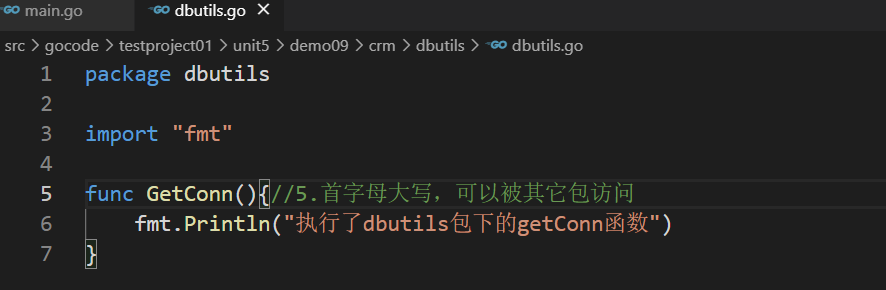 main.go dbutils.go
src > gocode > testproject01 > unit5 > demo09 > crm > dbutils > dbutils.go
1 package dbutils
2
3 import "fmt"
4
5 func GetConn(){//5.首字母大写，可以被其它包访问
6 fmt.Println("执行了dbutils包下的getConn函数")
7 }